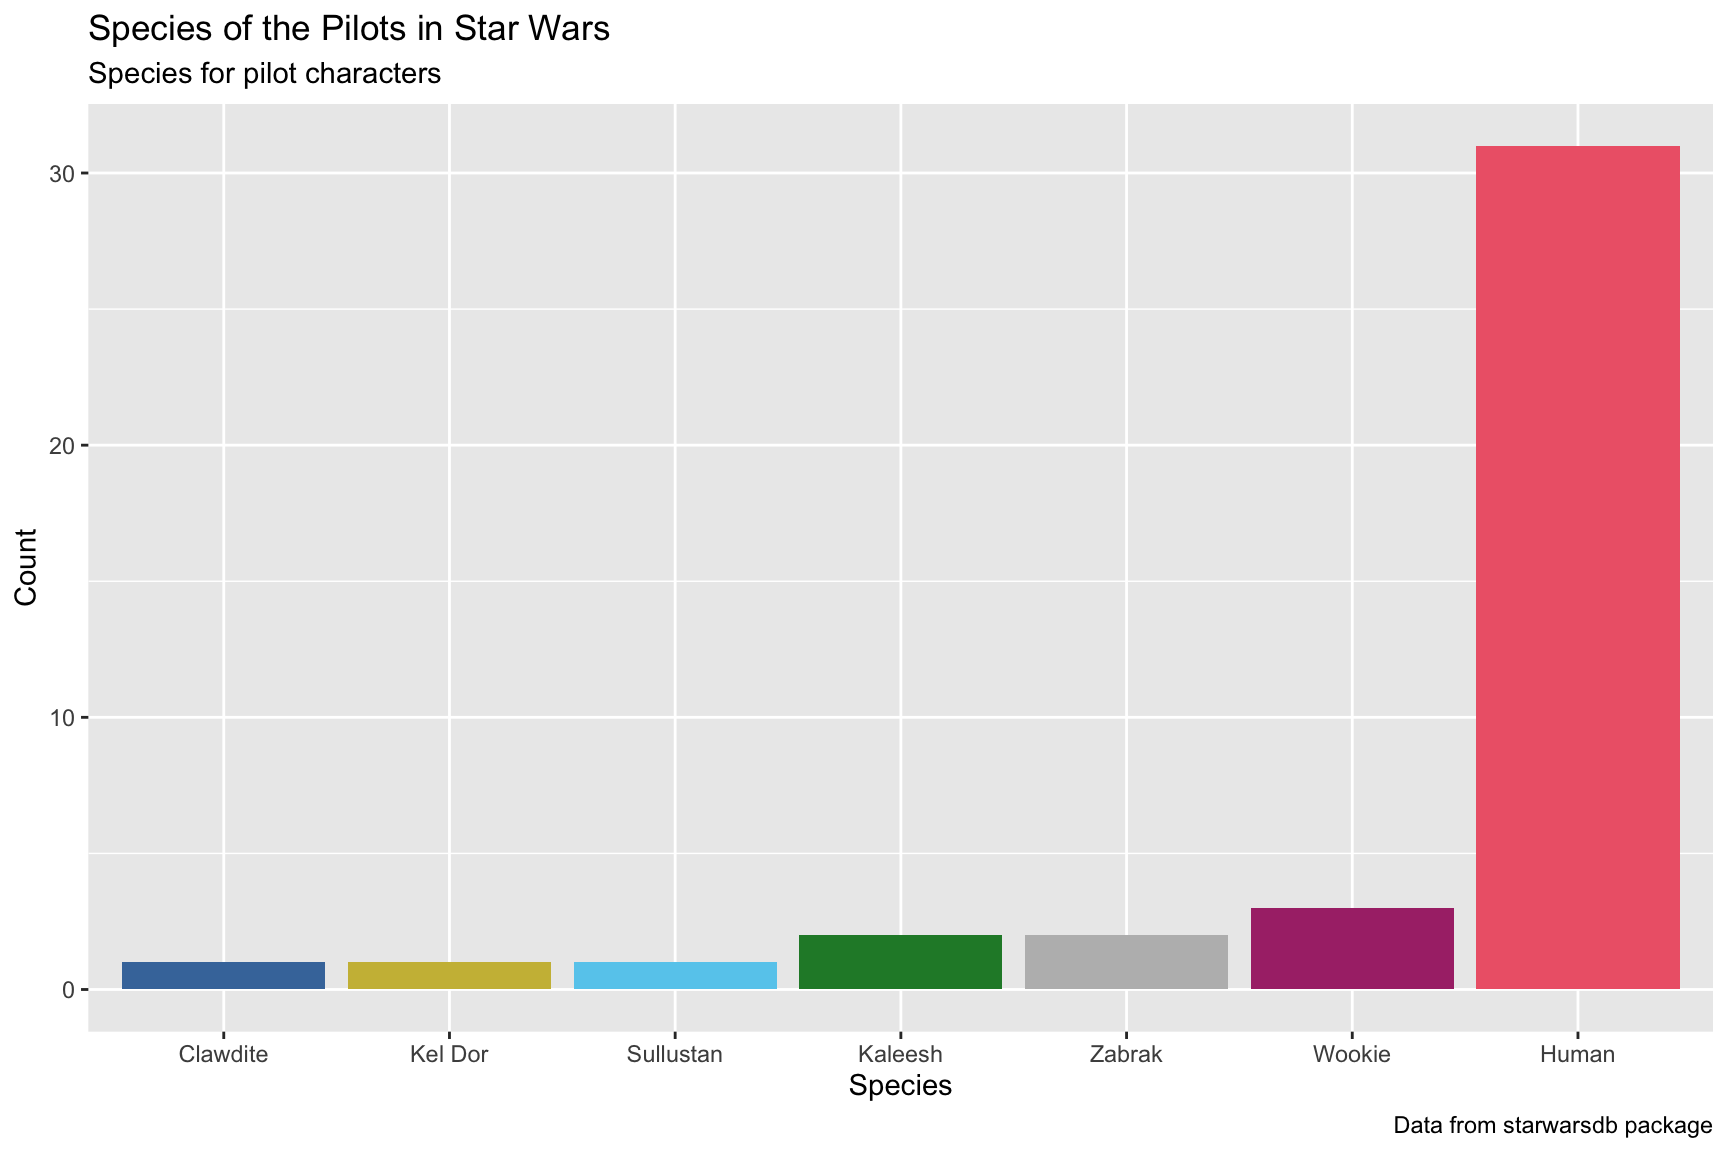 Species of the Pilots in Star Wars
Species for pilot characters
Count
30
20
10
0
Clawdite Kel Dor Sullustan Kaleesh Zabrak Wookie Human
Species
Data from starwarsdb package